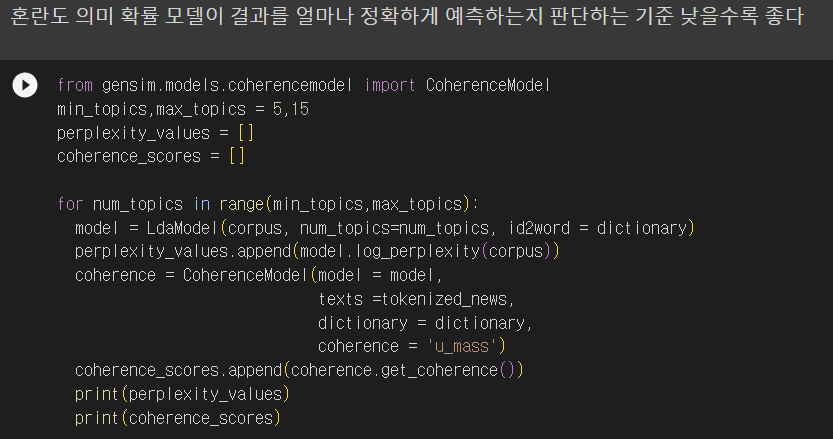 혼란도 의미 확률 모델이 결과를 얼마나 정확하게 예측하는지 판단하는 기준 낮을수록 좋다
from gensim.models.coherencemodel import CoherenceModel
min_topics,max_topics = 5,15
perplexity_values = []
coherence_scores = []

for num_topics in range(min_topics,max_topics):
  model = LdaModel(corpus, num_topics=num_topics, id2word = dictionary)
  perplexity_values.append(model.log_perplexity(corpus))
  coherence = CoherenceModel(model = model,
                             texts =tokenized_news,
                             dictionary = dictionary,
                             coherence = 'u_mass')
  coherence_scores.append(coherence.get_coherence())
  print(perplexity_values)
  print(coherence_scores)